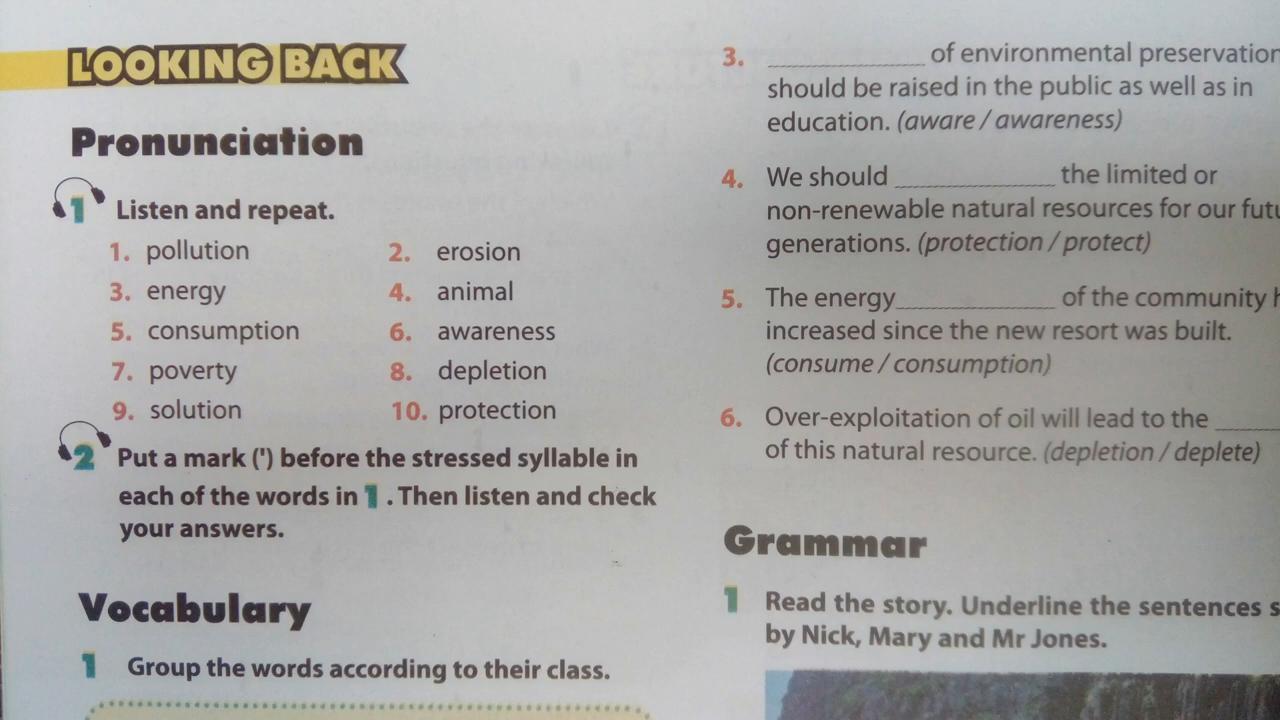 LOOKING BACK
Pronunciation
1 Listen and repeat.
1. pollution 2. erosion
3. energy 4. animal
5. consumption 6. awareness
7. poverty 8. depletion
9. solution 10. protection
2 Put a mark (') before the stressed syllable in
each of the words in 1 . Then listen and check
your answers.
Vocabulary
1 Group the words according to their class.
3. ______________ of environmental preservation
should be raised in the public as well as in
education. (aware / awareness)
4. We should ______________ the limited or
non-renewable natural resources for our
generations. (protection / protect)
5. The energy______________ of the community
increased since the new resort was built.
(consume / consumption)
6. Over-exploitation of oil will lead to the ______
of this natural resource. (depletion / deplete)
Grammar
1 Read the story. Underline the sentences
by Nick, Mary and Mr Jones.